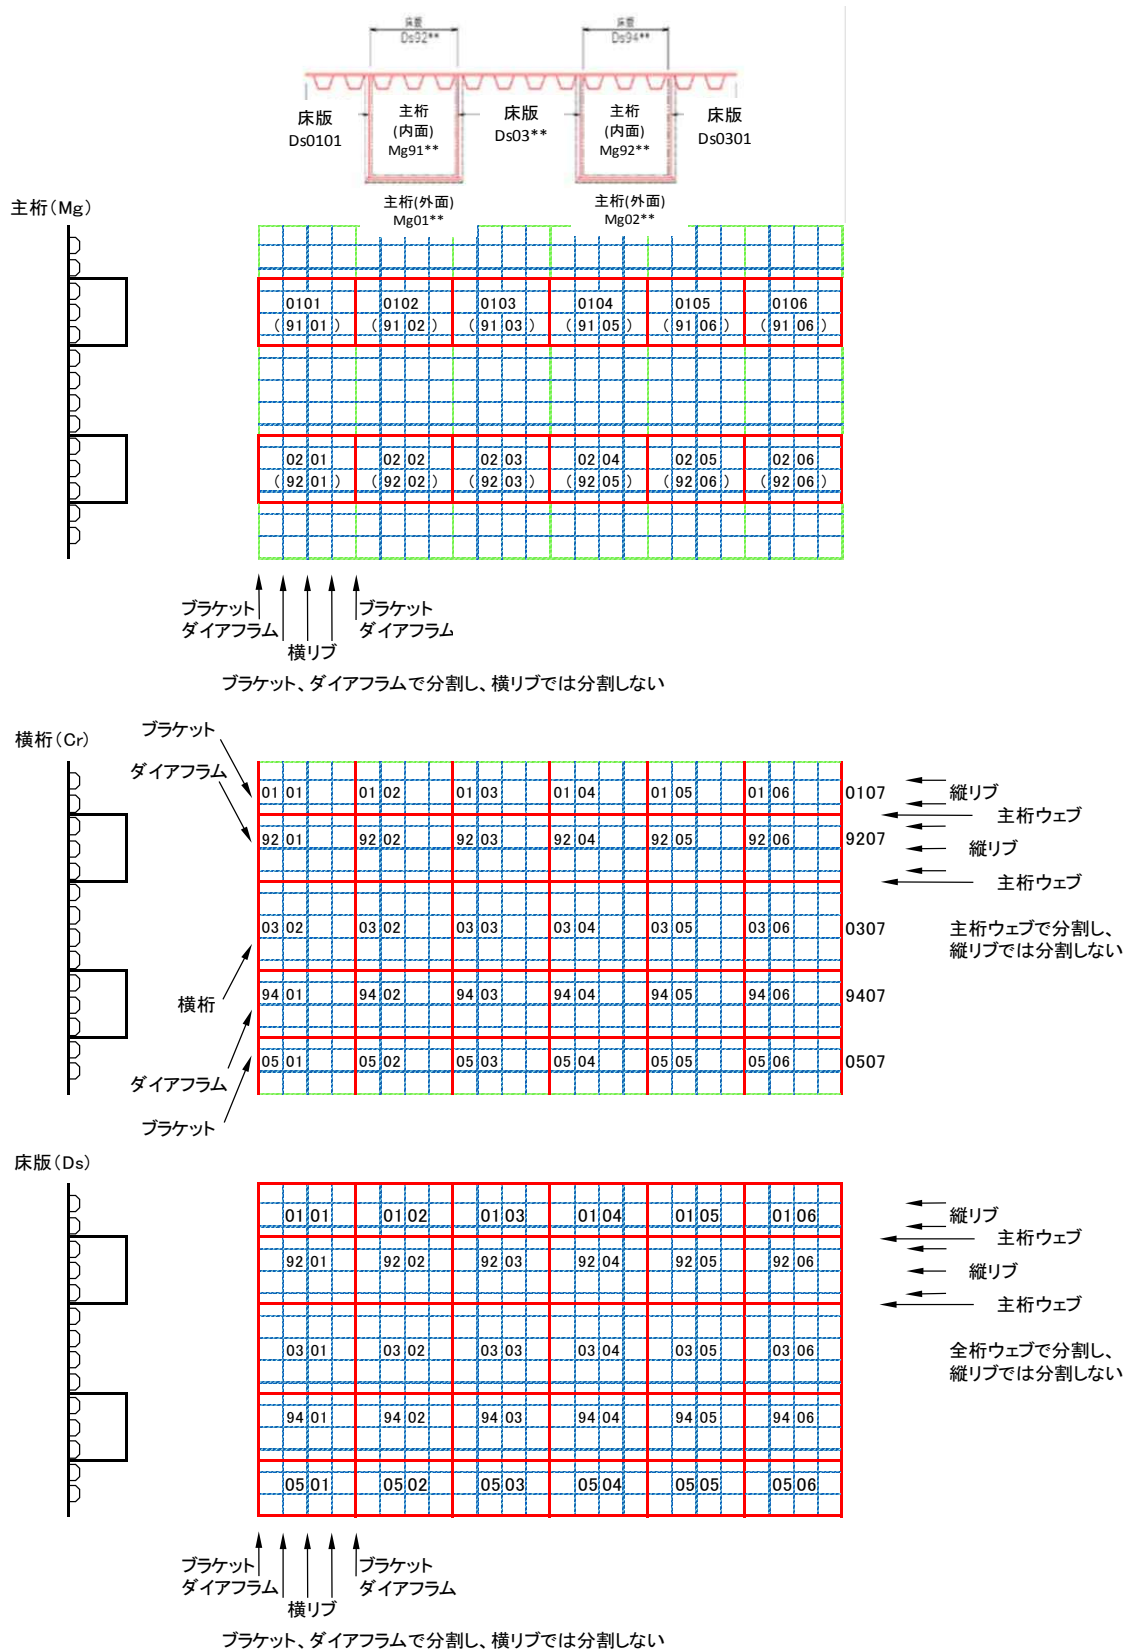 床版 床版
Ds92** Ds94**
床版 主桁 床版 主桁 床版
Ds0101 (内面) Ds03** (内面) Ds0301
Mg91** Mg92**
主桁(外面) 主桁(外面)
Mg01** Mg02**
主桁(Mg)
0101 0102 0103 0104 0105 0106
(91 01) (91 02) (91 03) (91 05) (91 06) (91 06)
02 01 02 02 02 03 02 04 02 05 02 06
(92 01) (92 02) (92 03) (92 05) (92 06) (92 06)
ブラケット ブラケット
ダイアフラム ダイアフラム
横リブ
ブラケット、ダイアフラムで分割し、横リブでは分割しない
横桁(Cr)
ブラケット
ダイアフラム
01 01 01 02 01 03 01 04 01 05 01 06 0107
縦リブ
主桁ウェブ
92 01 92 02 92 03 92 04 92 05 92 06 9207
縦リブ
主桁ウェブ
03 02 03 02 03 03 03 04 03 05 03 06 0307
主桁ウェブで分割し、
縦リブでは分割しない
横桁
94 01 94 02 94 03 94 04 94 05 94 06 9407
05 01 05 02 05 03 05 04 05 05 05 06 0507
ダイアフラム
ブラケット
床版(Ds)
01 01 01 02 01 03 01 04 01 05 01 06
縦リブ
主桁ウェブ
92 01 92 02 92 03 92 04 92 05 92 06
縦リブ
主桁ウェブ
03 01 03 02 03 03 03 04 03 05 03 06
全桁ウェブで分割し、
縦リブでは分割しない
94 01 94 02 94 03 94 04 94 05 94 06
05 01 05 02 05 03 05 04 05 05 05 06
ブラケット ブラケット
ダイアフラム ダイアフラム
横リブ
ブラケット、ダイアフラムで分割し、横リブでは分割しない